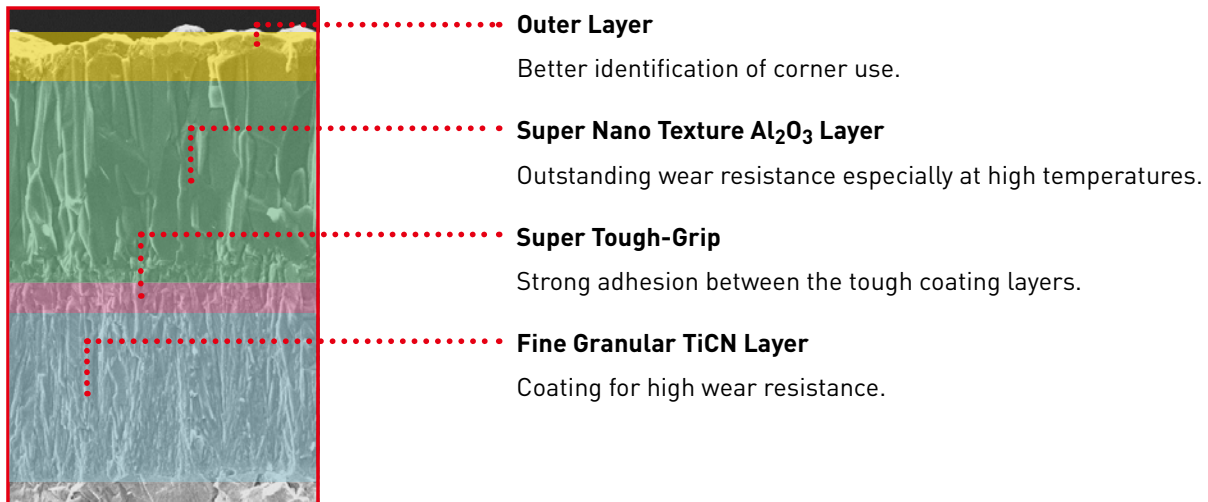 Outer Layer
Better identification of corner use.
Super Nano Texture Al₂O₃ Layer
Outstanding wear resistance especially at high temperatures.
Super Tough-Grip
Strong adhesion between the tough coating layers.
Fine Granular TiCN Layer
Coating for high wear resistance.